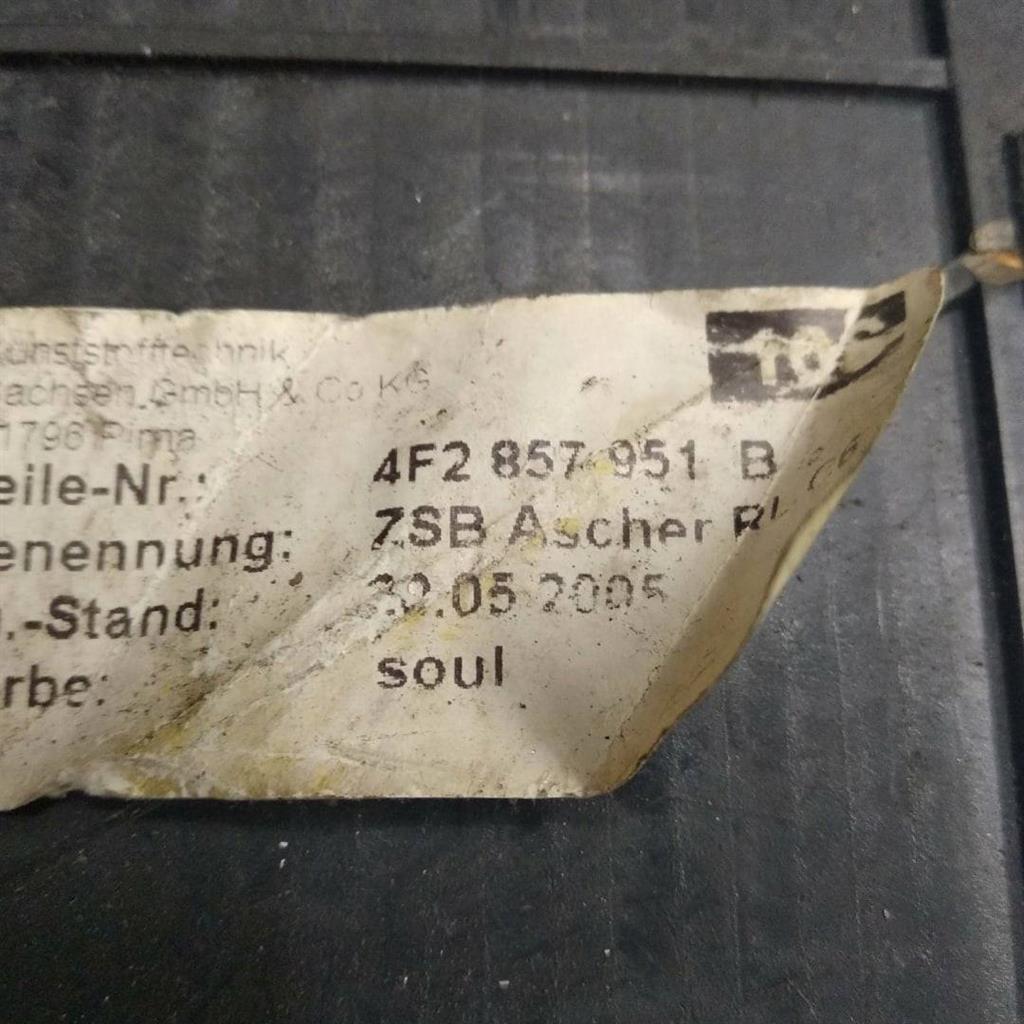 unststofftechnik
achsen GmbH & Co KG
1796 Pirna
eile-Nr.: 4F2 857 951 B
enennung: ZSB Ascher
.-Stand: .05 2005
rbe: soul